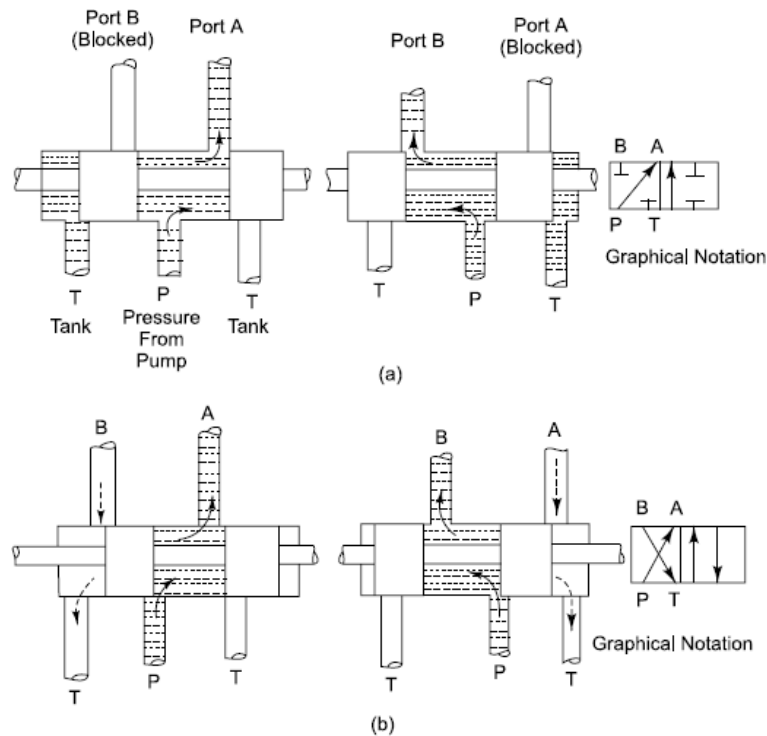 Port B
(Blocked)
Port A
T
Tank
P
Pressure
From
Pump
T
Tank
Port B
Port A
(Blocked)
T
P
T
B A
P T
Graphical Notation
(a)
B
A
T
P
T
B
A
T
P
T
B A
P T
Graphical Notation
(b)